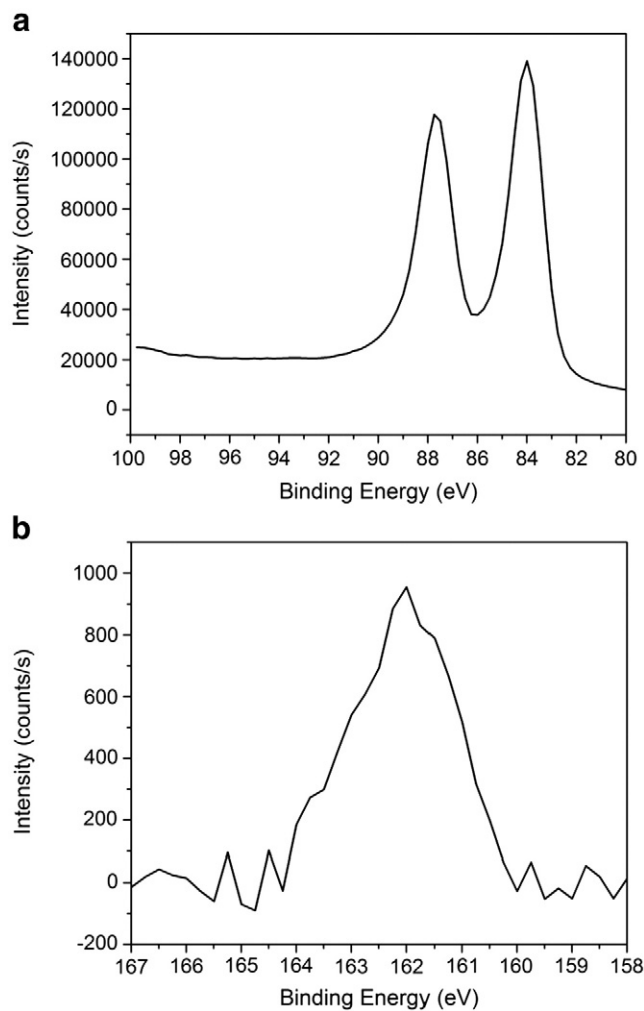 a
Intensity (counts/s)
140000
120000
100000
80000
60000
40000
20000
0
100 98 96 94 92 90 88 86 84 82 80
Binding Energy (eV)
b
Intensity (counts/s)
1000
800
600
400
200
0
-200
167 166 165 164 163 162 161 160 159 158
Binding Energy (eV)